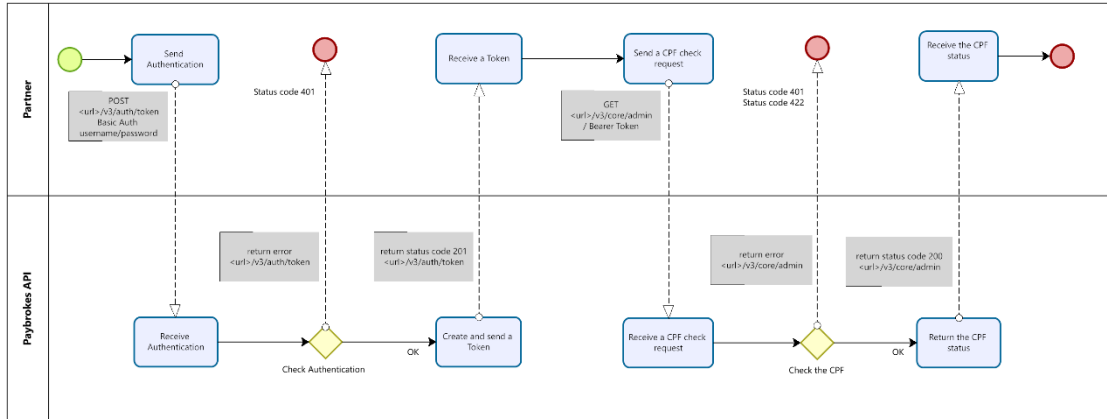 Partner
Send
Authentication
Receive a Token
Send a CPF check
request
Receive the CPF
status
Status code 401
Status code 401
Status code 422
POST
<url>/v3/auth/token
Basic Auth
username/password
GET
<url>/v3/core/admin
/ Bearer Token
Paybrokes API
return error
<url>/v3/auth/token
return status code 201
<url>/v3/auth/token
return error
<url>/v3/core/admin
return status code 200
<url>/v3/core/admin
Receive
Authentication
Check Authentication
OK
Create and send a
Token
Receive a CPF check
request
Check the CPF
OK
Return the CPF
status